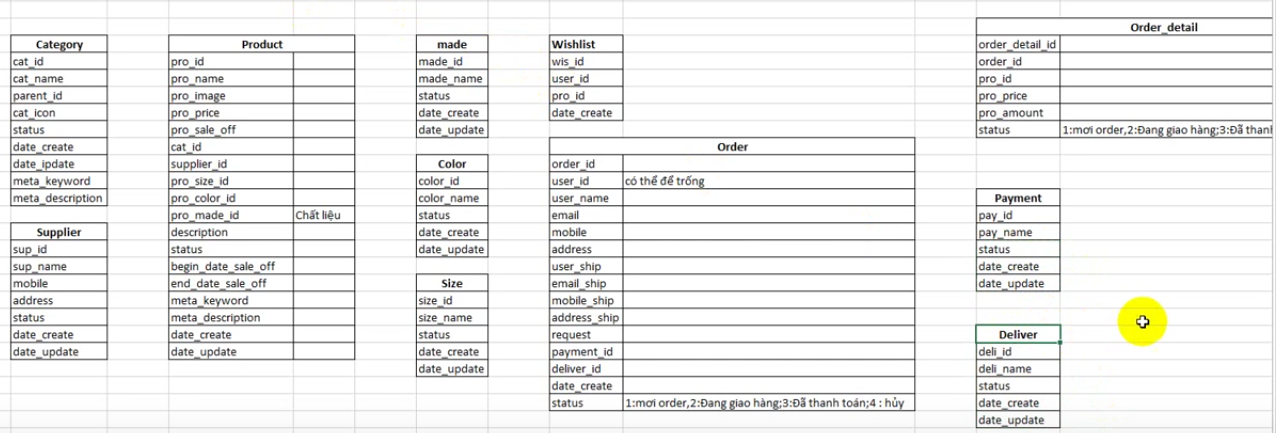 Category
cat_id
cat_name
parent_id
cat_icon
status
date_create
date_ipdate
meta_keyword
meta_description
Supplier
sup_id
sup_name
mobile
address
status
date_create
date_update
Product
pro_id
pro_name
pro_image
pro_price
pro_sale_off
cat_id
supplier_id
pro_size_id
pro_color_id
pro_made_id Chất liệu
description
status
begin_date_sale_off
end_date_sale_off
meta_keyword
meta_description
date_create
date_update
made
made_id
made_name
status
date_create
date_update
Color
color_id
color_name
status
date_create
date_update
Size
size_id
size_name
status
date_create
date_update
Wishlist
wis_id
user_id
pro_id
date_create
Order
order_id
user_id có thể để trống
user_name
email
mobile
address
user_ship
email_ship
mobile_ship
address_ship
request
payment_id
deliver_id
date_create
status 1:mơi order,2:Đang giao hàng;3:Đã thanh toán;4 : hủy
Order_detail
order_detail_id
order_id
pro_id
pro_price
pro_amount
status 1:mơi order,2:Đang giao hàng;3:Đã thanh
Payment
pay_id
pay_name
status
date_create
date_update
Deliver
deli_id
deli_name
status
date_create
date_update